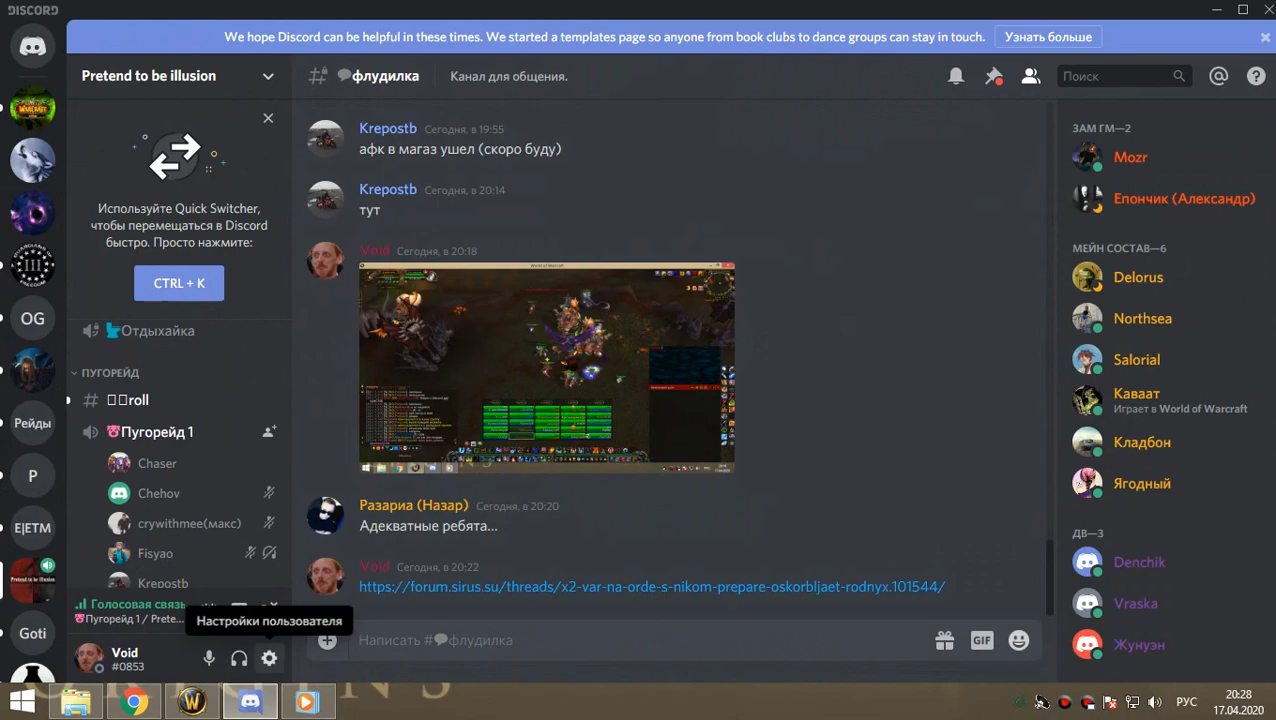 DISCORD
We hope Discord can be helpful in these times. We started a templates page so anyone from book clubs to dance groups can stay in touch.
Узнать больше
Pretend to be illusion
флудилка
Канал для общения.
Поиск
Используйте Quick Switcher,
чтобы перемещаться в Discord
быстро. Просто нажмите:
CTRL + K
Отдыхайка
ПУГОРЕЙД
roll
Пугорейд 1
Chaser
Chehov
crywithmee(макс)
Fisyao
Krepostb
Голосовая связь
Пугорейд 1 / Prete...
Настройки пользователя
Void
#0853
OG
Рейды
P
E|ETM
Goti
Krepostb Сегодня, в 19:55
афк в магаз ушел (скоро буду)
Krepostb Сегодня, в 20:14
тут
Void Сегодня, в 20:18
World of Warcraft
Разариа (Назар) Сегодня, в 20:20
Адекватные ребята...
Void Сегодня, в 20:22
https://forum.sirus.su/threads/x2-var-na-orde-s-nikom-prepare-oskorbljaet-rodnyx.101544/
Написать #флудилка
GIF
ЗАМ ГМ—2
Mozr
Епончик (Александр)
МЕЙН СОСТАВ—6
Delorus
Northsea
Salorial
Каваат
Играет в World of Warcraft
Кладбон
Ягодный
ДВ—3
Denchik
Vraska
Жунуэн
РУС
20:28
17.04.2020